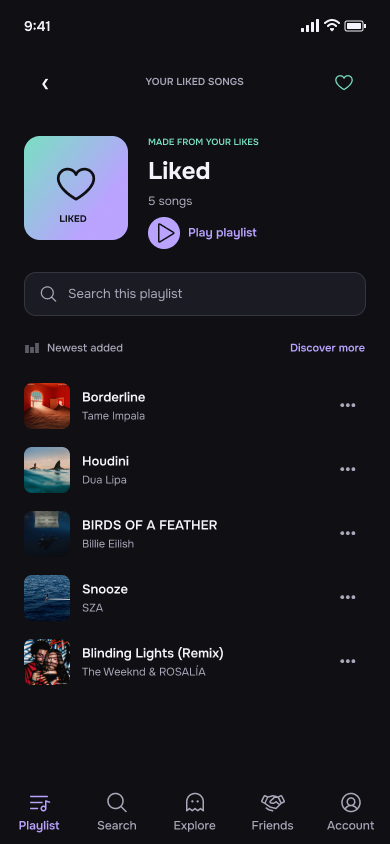 9:41
YOUR LIKED SONGS
MADE FROM YOUR LIKES
Liked
5 songs
Play playlist
LIKED
Search this playlist
Newest added
Discover more
Borderline
Tame Impala
Houdini
Dua Lipa
BIRDS OF A FEATHER
Billie Eilish
Snooze
SZA
Blinding Lights (Remix)
The Weeknd & ROSALÍA
Playlist
Search
Explore
Friends
Account